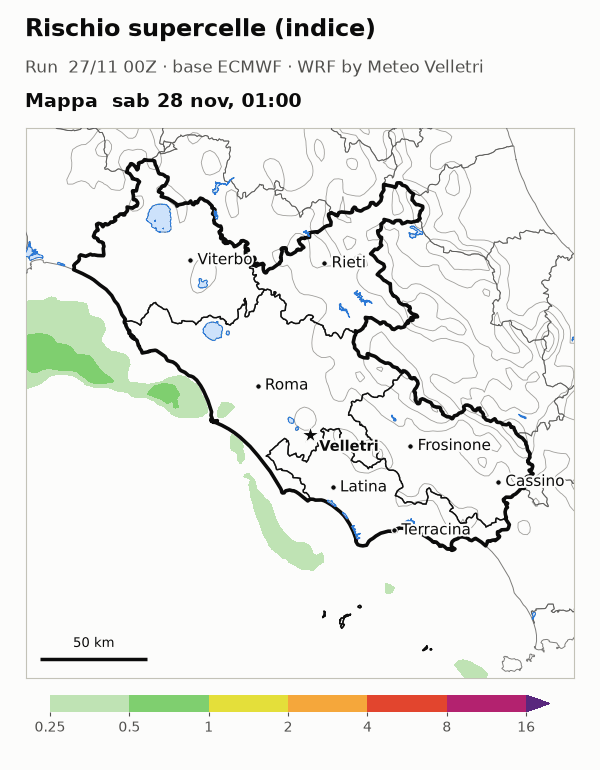 Rischio supercelle (indice)
Run 27/11 00Z · base ECMWF · WRF by Meteo Velletri
Mappa sab 28 nov, 01:00
Viterbo
Rieti
Roma
Velletri
Frosinone
Cassino
Latina
Terracina
50 km
0.25 0.5 1 2 4 8 16